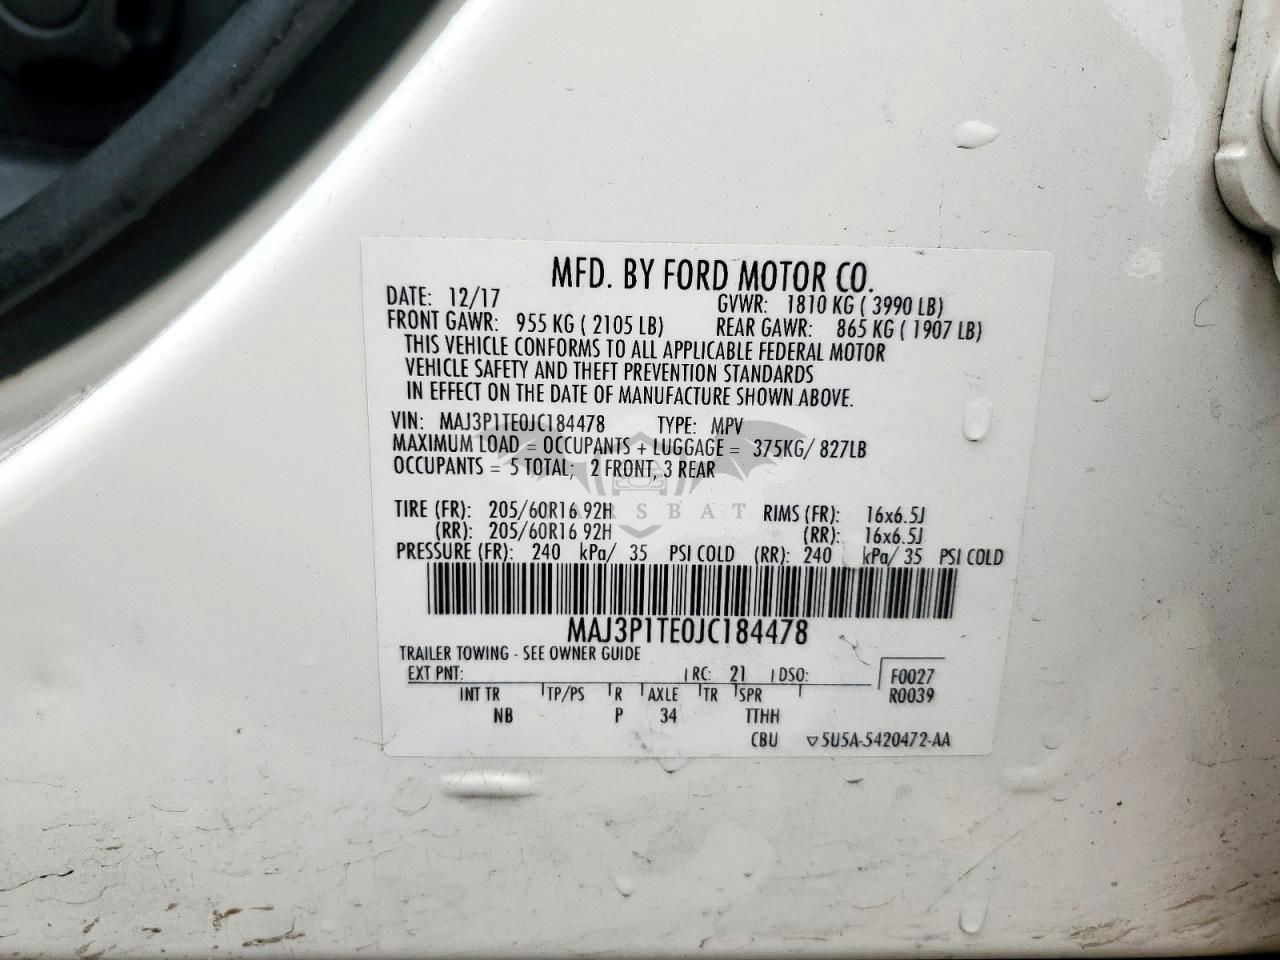 MFD. BY FORD MOTOR CO.
DATE: 12/17 GVWR: 1810 KG ( 3990 LB)
FRONT GAWR: 955 KG ( 2105 LB) REAR GAWR: 865 KG ( 1907 LB)
THIS VEHICLE CONFORMS TO ALL APPLICABLE FEDERAL MOTOR
VEHICLE SAFETY AND THEFT PREVENTION STANDARDS
IN EFFECT ON THE DATE OF MANUFACTURE SHOWN ABOVE.
VIN: MAJ3P1TE0JC184478 TYPE: MPV
MAXIMUM LOAD = OCCUPANTS + LUGGAGE = 375KG/ 827LB
OCCUPANTS = 5 TOTAL; 2 FRONT, 3 REAR
TIRE (FR): 205/60R16 92H RIMS (FR): 16x6.5J
(RR): 205/60R16 92H (RR): 16x6.5J
PRESSURE (FR): 240 kPa/ 35 PSI COLD (RR): 240 kPa/ 35 PSI COLD
MAJ3P1TE0JC184478
TRAILER TOWING - SEE OWNER GUIDE
EXT PNT: RC: 21 DSO: F0027
INT TR TP/PS R AXLE TR SPR R0039
NB P 34 TTHH
CBU ▽5U5A-5420472-AA